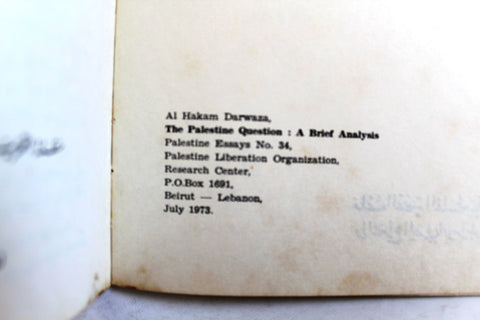 Al Hakam Darwaza,
The Palestine Question : A Brief Analysis
Palestine Essays No. 34,
Palestine Liberation Organization,
Research Center,
P.O.Box 1691,
Beirut — Lebanon,
July 1973.